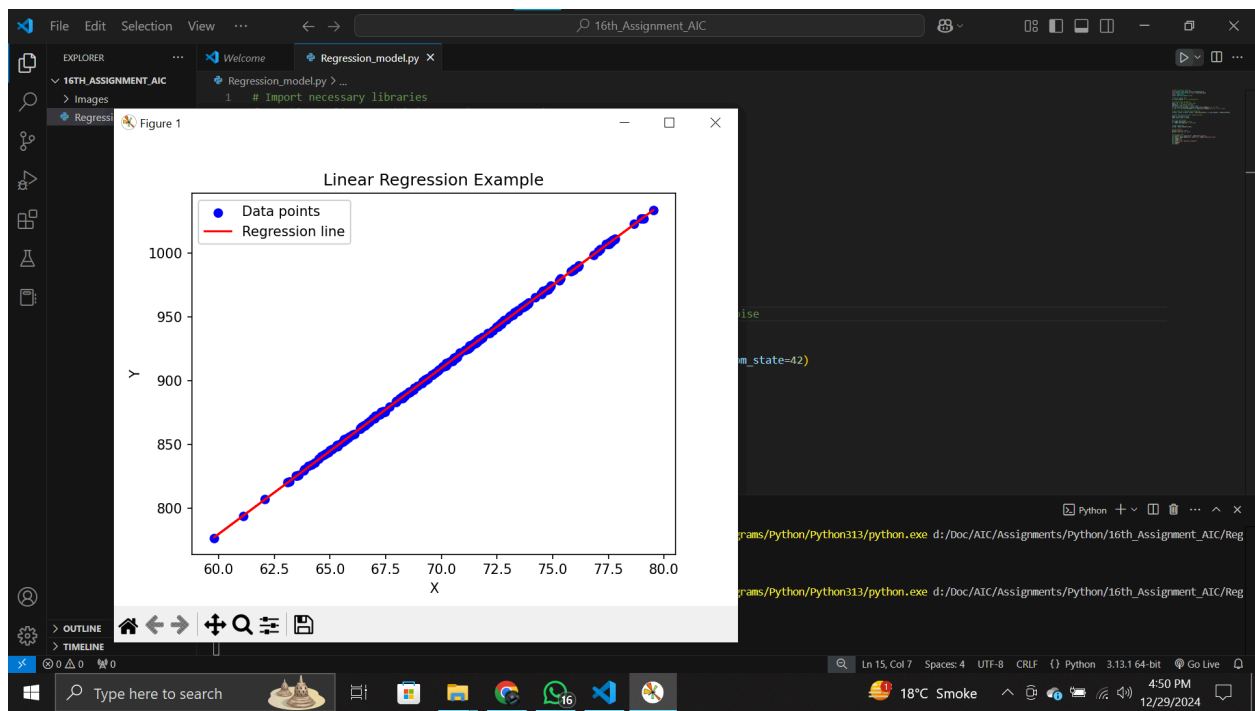 File Edit Selection View ··· 16th_Assignment_AIC
EXPLORER ··· Welcome Regression_model.py
16TH_ASSIGNMENT_AIC Regression_model.py > ...
Images 1 # Import necessary libraries
Regressi
Figure 1
Linear Regression Example
Data points
Regression line
1000
950
900
850
800
Y
60.0 62.5 65.0 67.5 70.0 72.5 75.0 77.5 80.0
X
oise
m_state=42)
Python
grams/Python/Python313/python.exe d:/Doc/AIC/Assignments/Python/16th_Assignment_AIC/Reg
grams/Python/Python313/python.exe d:/Doc/AIC/Assignments/Python/16th_Assignment_AIC/Reg
OUTLINE
TIMELINE
0 0 0 Ln 15, Col 7 Spaces: 4 UTF-8 CRLF {} Python 3.13.1 64-bit Go Live
Type here to search 16 1 18°C Smoke 4:50 PM
12/29/2024